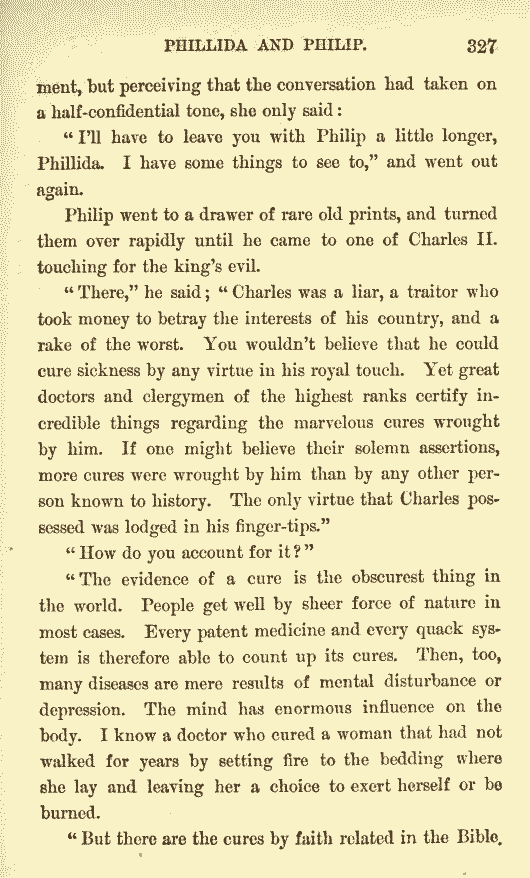 PHILLIDA AND PHILIP. 327
ment, but perceiving that the conversation had taken on
a half-confidential tone, she only said :
“ I’ll have to leave you with Philip a little longer,
Phillida. I have some things to see to,” and went out
again.
Philip went to a drawer of rare old prints, and turned
them over rapidly until he came to one of Charles II.
touching for the king’s evil.
“ There,” he said ; “ Charles was a liar, a traitor who
took money to betray the interests of his country, and a
rake of the worst. You wouldn’t believe that he could
cure sickness by any virtue in his royal touch. Yet great
doctors and clergymen of the highest ranks certify in-
credible things regarding the marvelous cures wrought
by him. If one might believe their solemn assertions,
more cures were wrought by him than by any other per-
son known to history. The only virtue that Charles pos-
sessed was lodged in his finger-tips.”
“ How do you account for it ? ”
“ The evidence of a cure is the obscurest thing in
the world. People get well by sheer force of nature in
most cases. Every patent medicine and every quack sys-
tem is therefore able to count up its cures. Then, too,
many diseases are mere results of mental disturbance or
depression. The mind has enormous influence on the
body. I know a doctor who cured a woman that had not
walked for years by setting fire to the bedding where
she lay and leaving her a choice to exert herself or be
burned.
“ But there are the cures by faith related in the Bible.